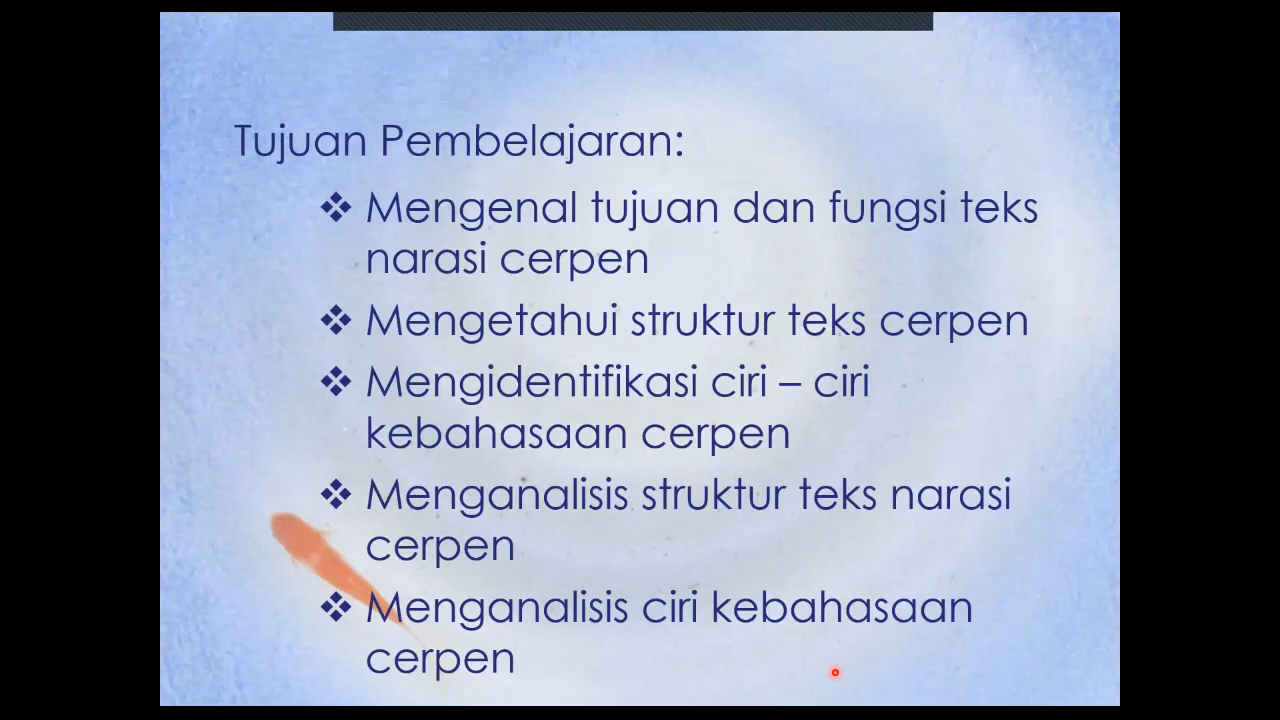 Tujuan Pembelajaran:
❖ Mengenal tujuan dan fungsi teks
narasi cerpen
❖ Mengetahui struktur teks cerpen
❖ Mengidentifikasi ciri – ciri
kebahasaan cerpen
❖ Menganalisis struktur teks narasi
cerpen
❖ Menganalisis ciri kebahasaan
cerpen